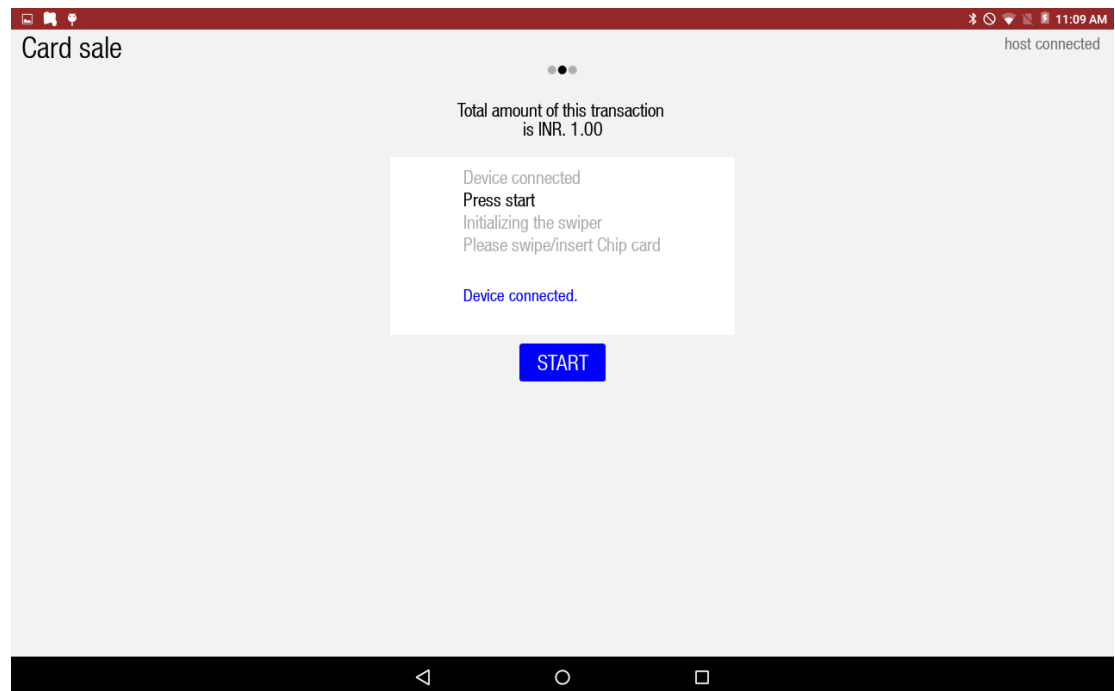 11:09 AM
Card sale
host connected
Total amount of this transaction
is INR. 1.00
Device connected
Press start
Initializing the swiper
Please swipe/insert Chip card
Device connected.
START